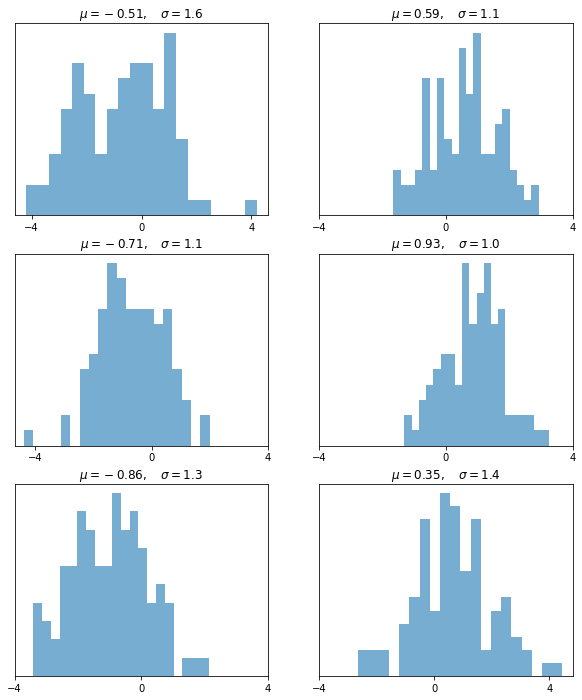 μ = −0.51,   σ = 1.6
μ = 0.59,   σ = 1.1
−4 0 4
−4 0 4
μ = −0.71,   σ = 1.1
μ = 0.93,   σ = 1.0
−4 0 4
−4 0 4
μ = −0.86,   σ = 1.3
μ = 0.35,   σ = 1.4
−4 0 4
−4 0 4